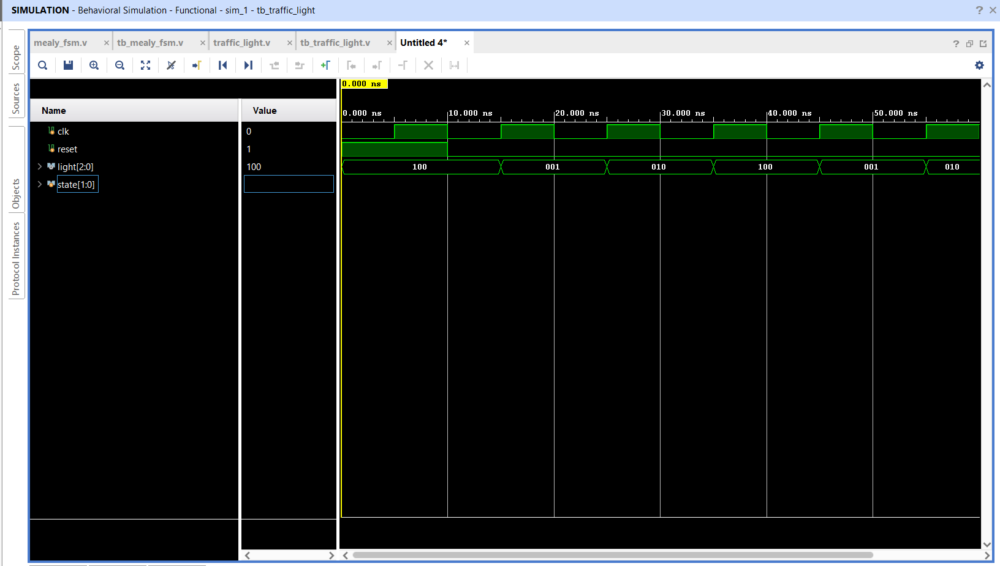 SIMULATION - Behavioral Simulation - Functional - sim_1 - tb_traffic_light
Scope
Sources
Objects
Protocol Instances
mealy_fsm.v
tb_mealy_fsm.v
traffic_light.v
tb_traffic_light.v
Untitled 4*
0.000 ns
Name
Value
0.000 ns 10.000 ns 20.000 ns 30.000 ns 40.000 ns 50.000 ns
clk 0
reset 1
light[2:0] 100 100 001 010 100 001 010
state[1:0]